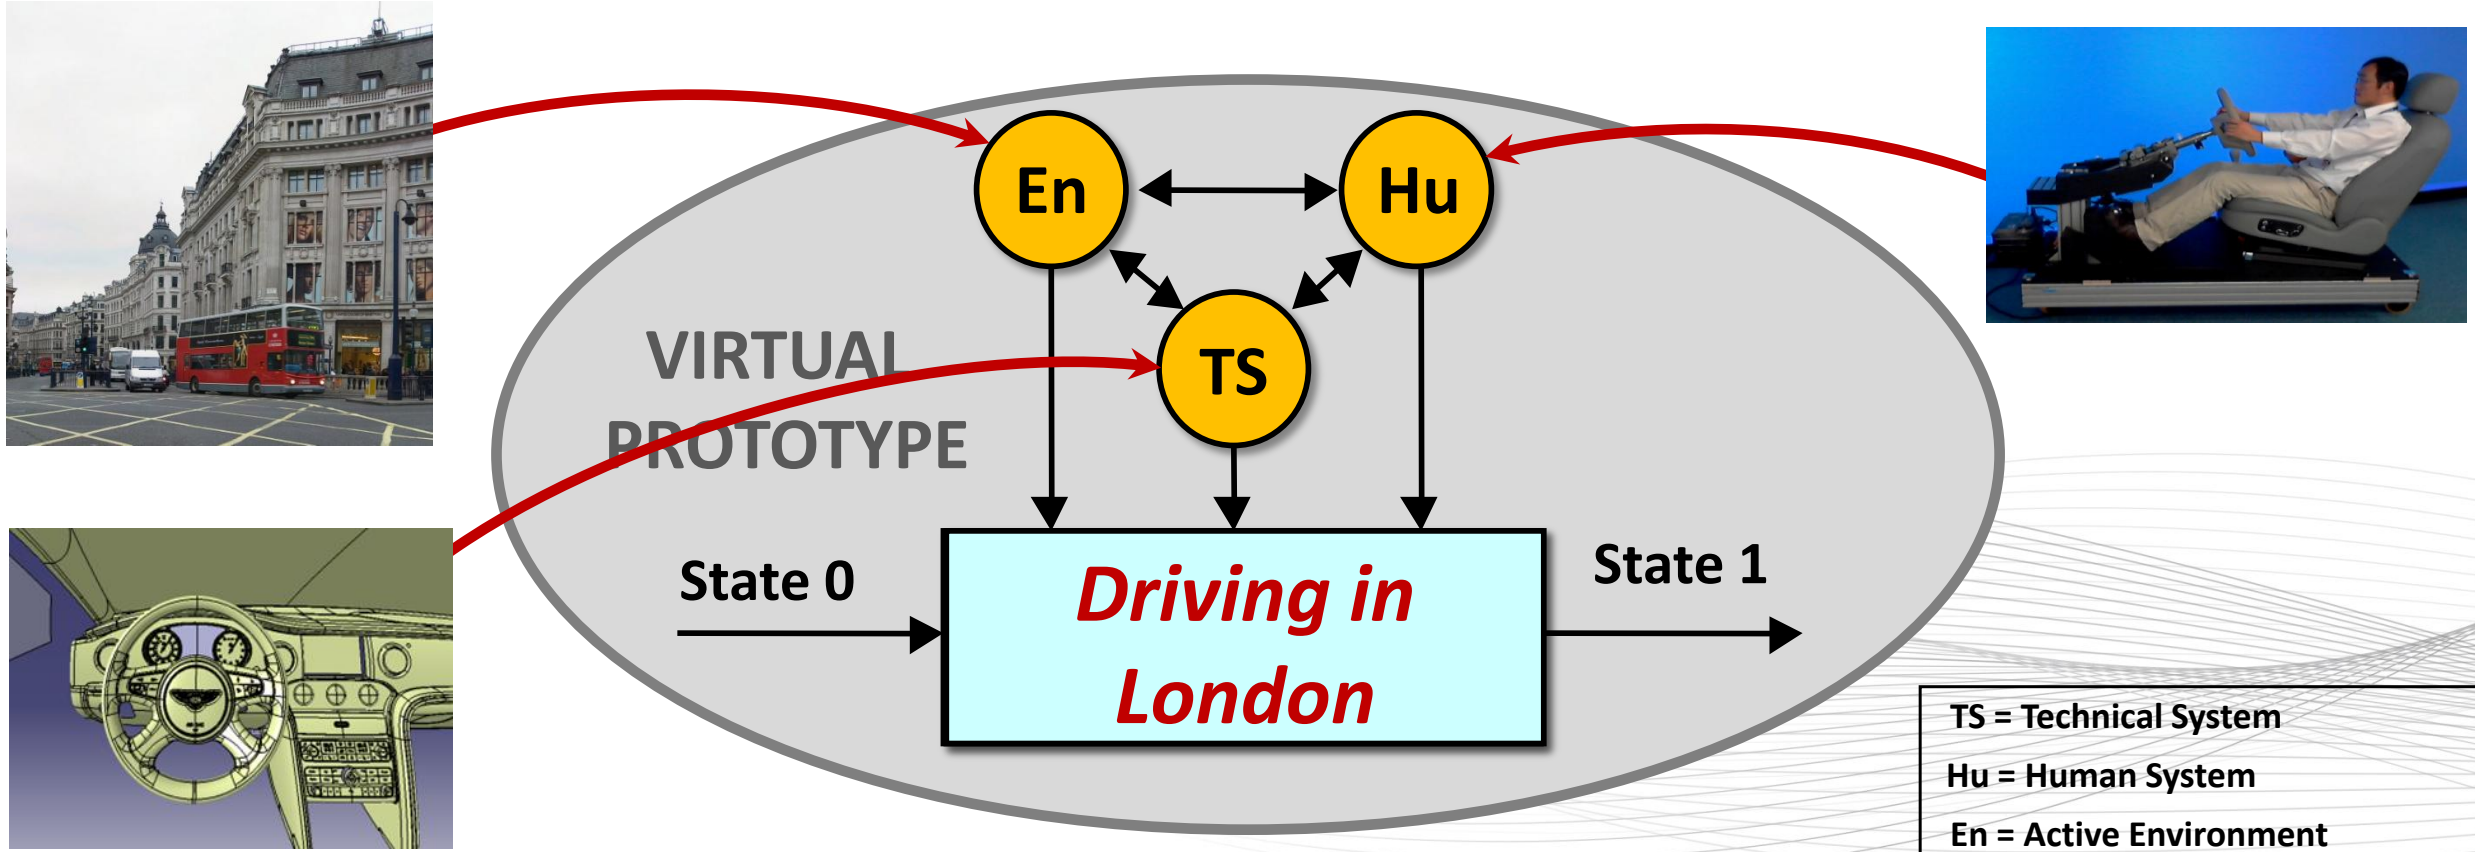 En
Hu
TS
VIRTUAL
PROTOTYPE
State 0
Driving in
London
State 1
TS = Technical System
Hu = Human System
En = Active Environment